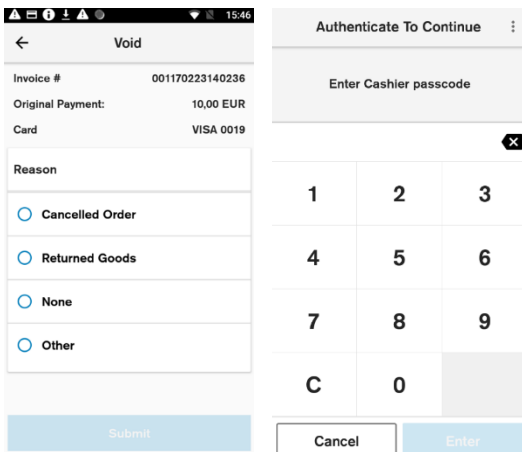 15:46
Void
Invoice # 001170223140236
Original Payment: 10,00 EUR
Card VISA 0019
Reason
Cancelled Order
Returned Goods
None
Other
Submit
Authenticate To Continue
Enter Cashier passcode
1 2 3
4 5 6
7 8 9
C 0
Cancel Enter